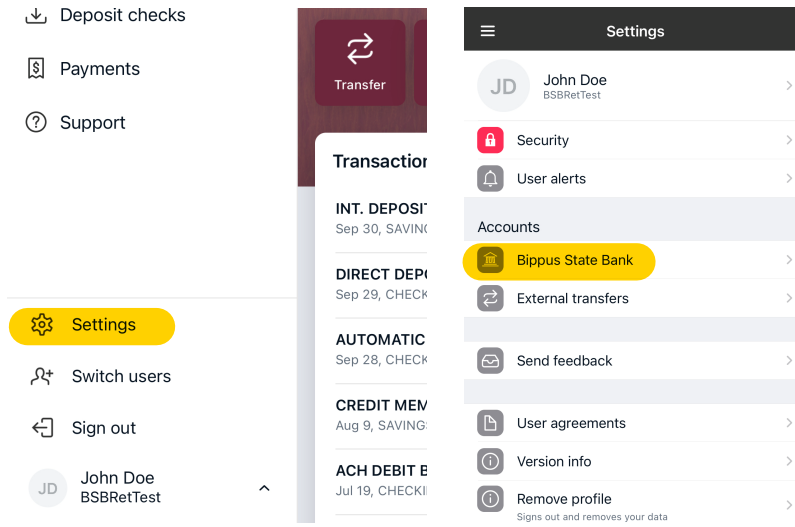 Deposit checks
Payments
Support
Settings
Switch users
Sign out
JD
John Doe
BSBRetTest
Transfer
Transaction
INT. DEPOSIT
Sep 30, SAVING
DIRECT DEPO
Sep 29, CHECK
AUTOMATIC
Sep 28, CHECK
CREDIT MEM
Aug 9, SAVING
ACH DEBIT B
Jul 19, CHECKI
Settings
JD
John Doe
BSBRetTest
Security
User alerts
Accounts
Bippus State Bank
External transfers
Send feedback
User agreements
Version info
Remove profile
Signs out and removes your data